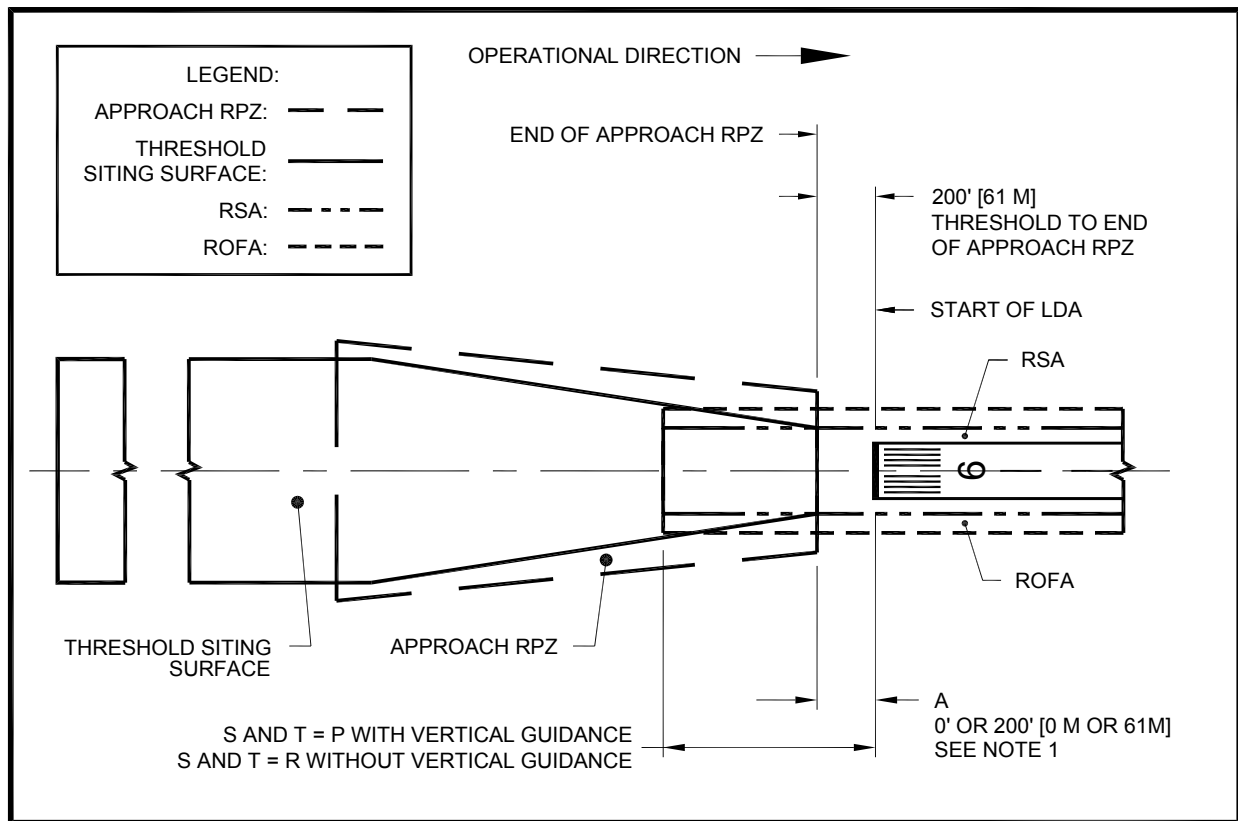 OPERATIONAL DIRECTION
LEGEND:
APPROACH RPZ:
THRESHOLD
SITING SURFACE:
RSA:
ROFA:
END OF APPROACH RPZ
200' [61 M]
THRESHOLD TO END
OF APPROACH RPZ
START OF LDA
RSA
9
ROFA
THRESHOLD SITING
SURFACE
APPROACH RPZ
A
0' OR 200' [0 M OR 61M]
SEE NOTE 1
S AND T = P WITH VERTICAL GUIDANCE
S AND T = R WITHOUT VERTICAL GUIDANCE